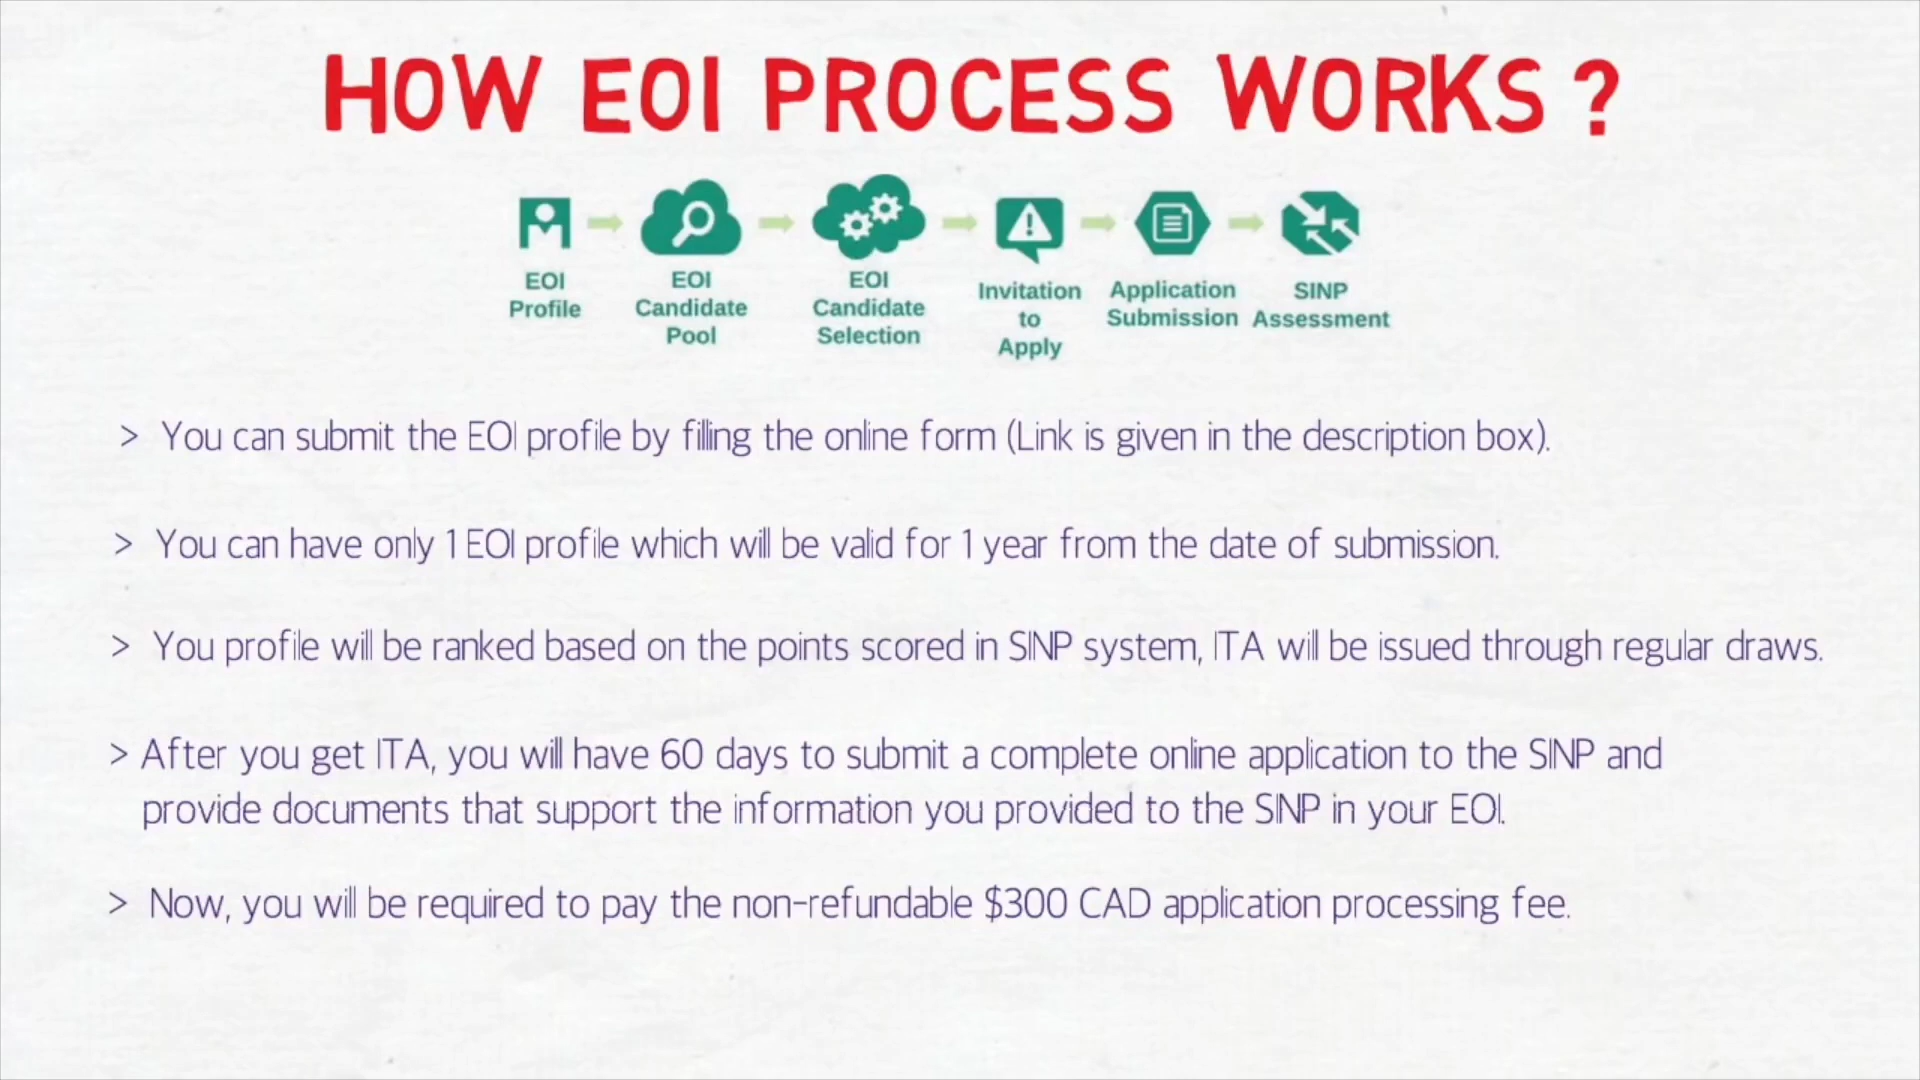 HOW EOI PROCESS WORKS ?
EOI
Profile
EOI
Candidate
Pool
EOI
Candidate
Selection
Invitation
to
Apply
Application
Submission
SINP
Assessment
> You can submit the EOI profile by filling the online form (Link is given in the description box).
> You can have only 1 EOI profile which will be valid for 1 year from the date of submission.
> You profile will be ranked based on the points scored in SINP system, ITA will be issued through regular draws.
> After you get ITA, you will have 60 days to submit a complete online application to the SINP and
provide documents that support the information you provided to the SINP in your EOI.
> Now, you will be required to pay the non-refundable $300 CAD application processing fee.